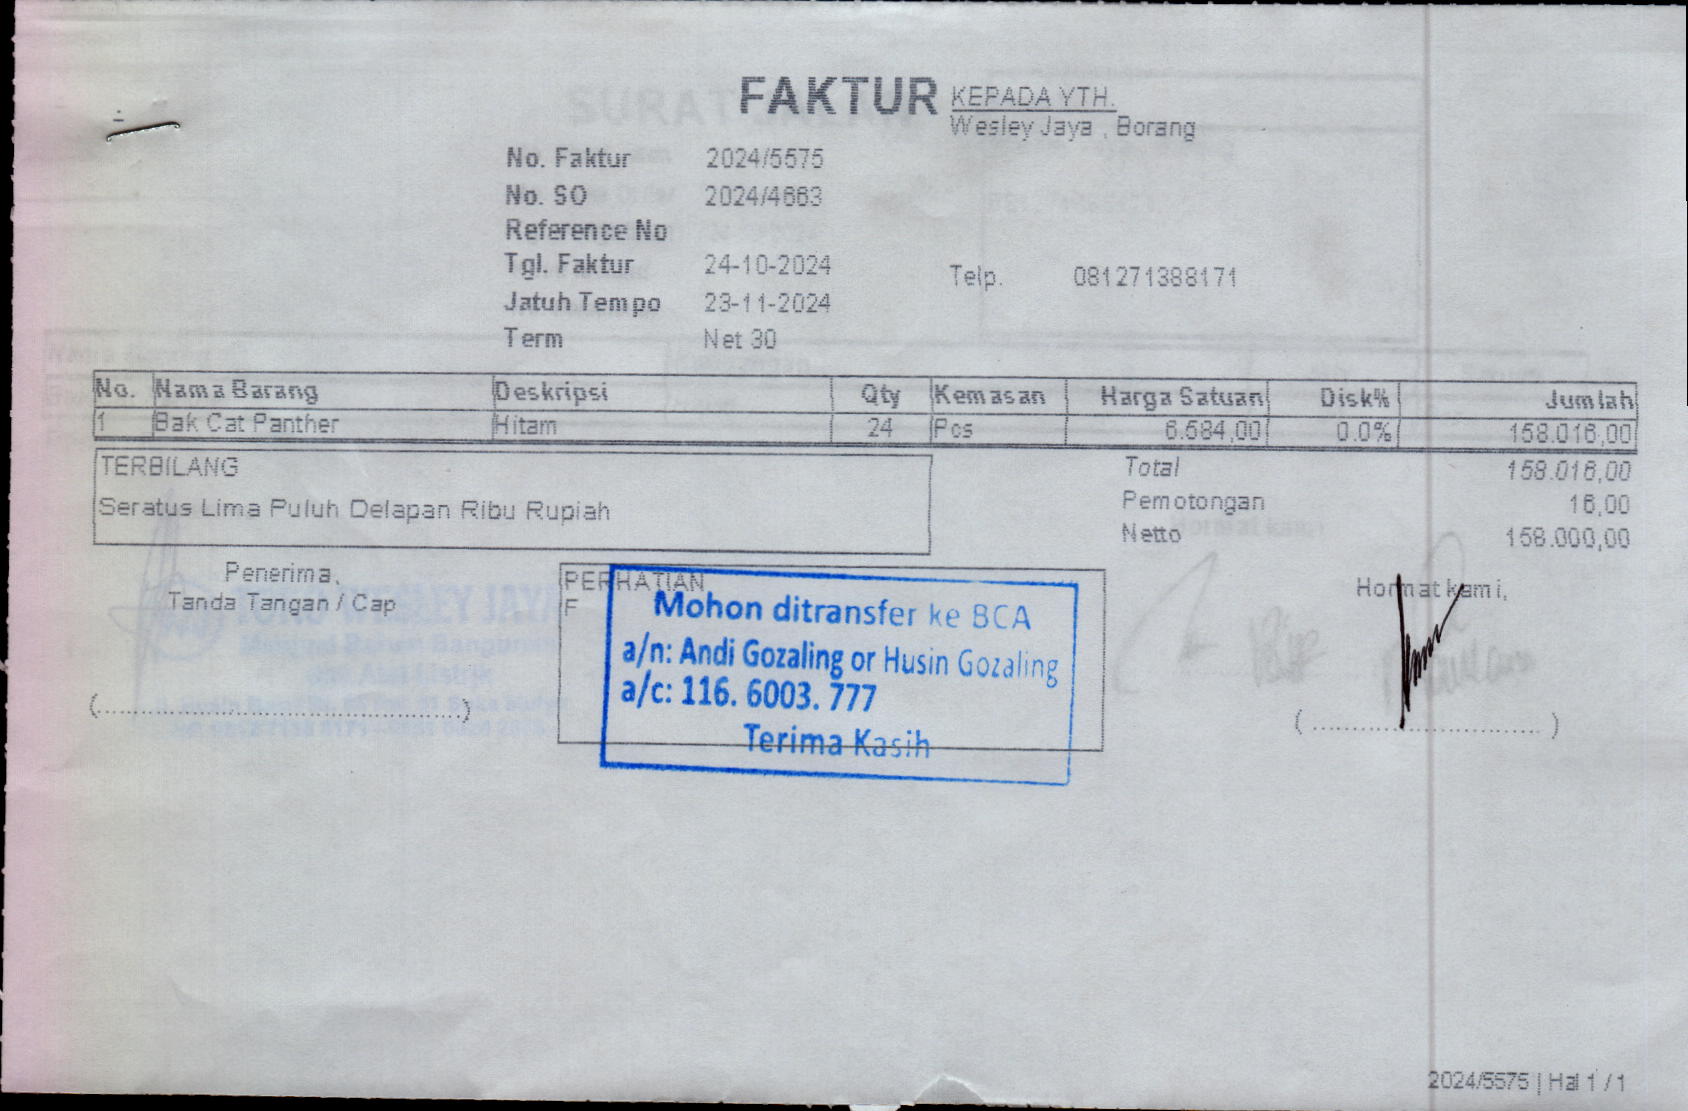 FAKTUR
KEPADA YTH.
Wesley Jaya , Borang
No. Faktur 2024/5575
No. SO 2024/4663
Reference No
Tgl. Faktur 24-10-2024
Telp. 081271388171
Jatuh Tempo 23-11-2024
Term Net 30
No. Nama Barang Deskripsi Qty Kemasan Harga Satuan Disk% Jumlah
1 Bak Cat Panther Hitam 24 Pcs 6.584,00 0.0% 158.016,00
TERBILANG
Seratus Lima Puluh Delapan Ribu Rupiah
Total 158.016,00
Pemotongan 16,00
Netto 158.000,00
Penerima,
Tanda Tangan / Cap
(....................................................)
PERHATIAN
F
Mohon ditransfer ke BCA
a/n: Andi Gozaling or Husin Gozaling
a/c: 116. 6003. 777
Terima Kasih
Hormat kami,
(................................)
2024/5575 | Hal 1 / 1